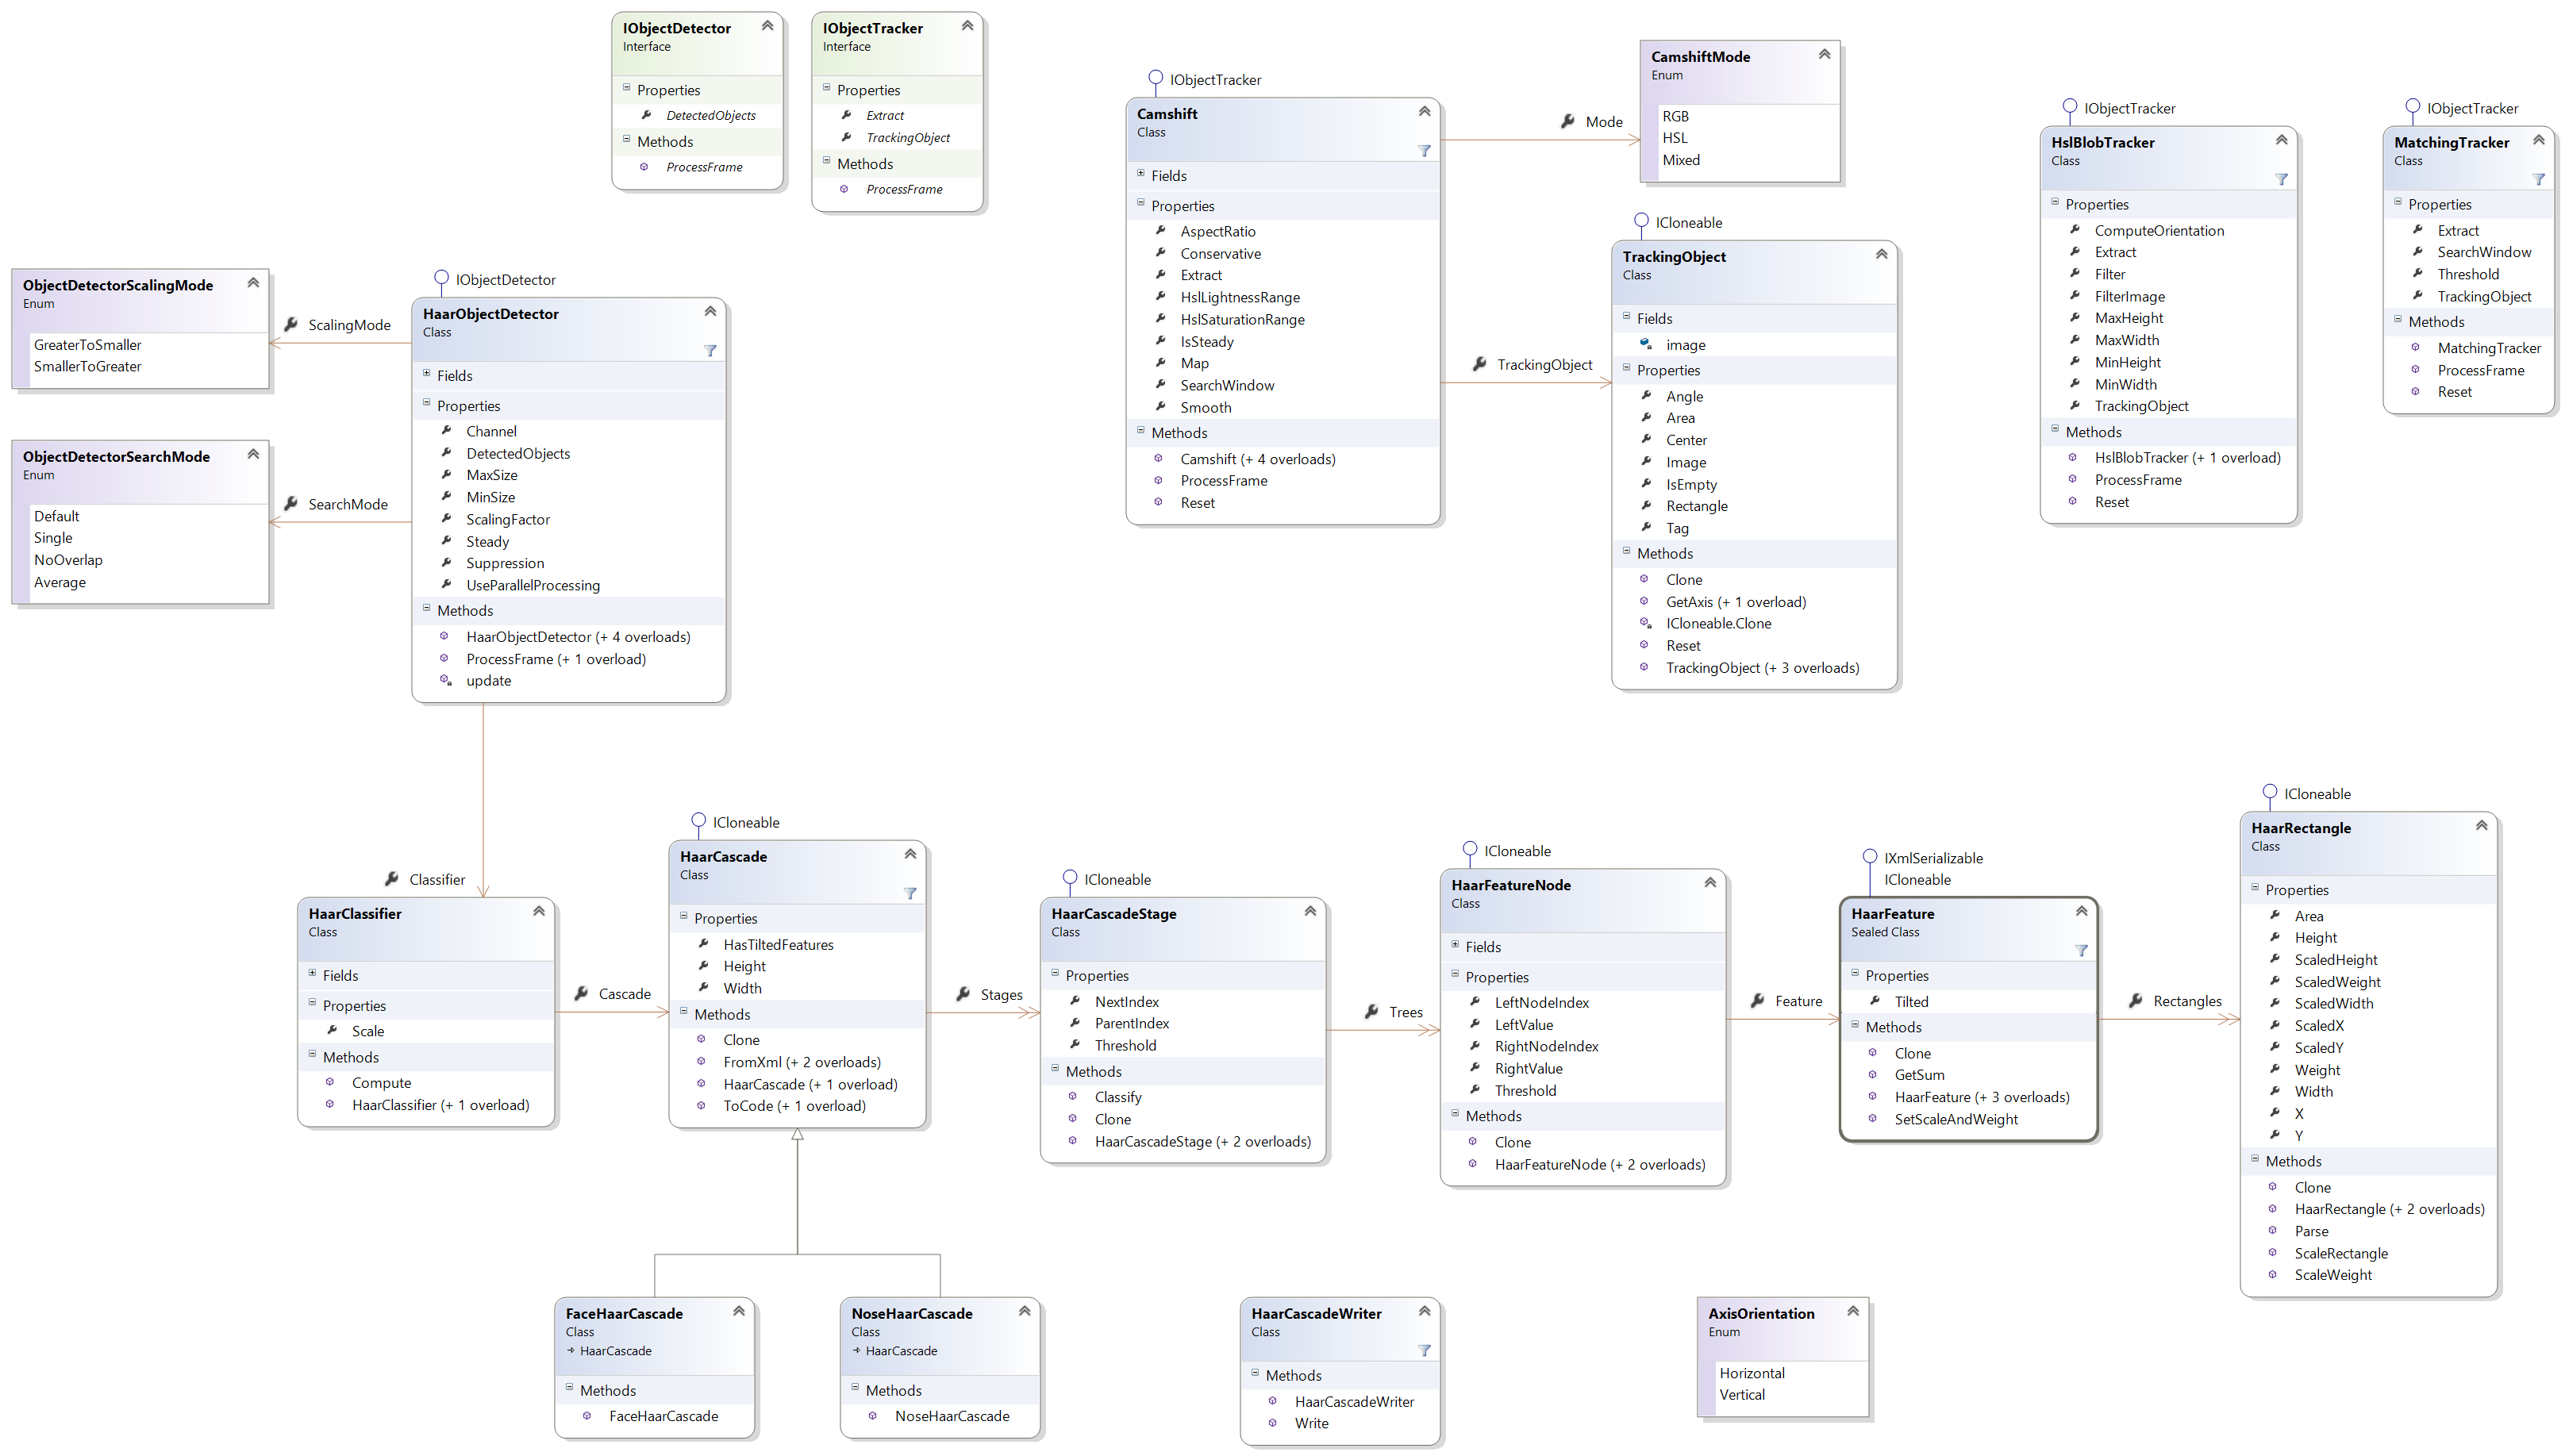 IObjectDetector
Interface
Properties
DetectedObjects
Methods
ProcessFrame
IObjectTracker
Interface
Properties
Extract
TrackingObject
Methods
ProcessFrame
IObjectTracker
Camshift
Class
Fields
Properties
AspectRatio
Conservative
Extract
HslLightnessRange
HslSaturationRange
IsSteady
Map
SearchWindow
Smooth
Methods
Camshift (+ 4 overloads)
ProcessFrame
Reset
Mode
CamshiftMode
Enum
RGB
HSL
Mixed
TrackingObject
ICloneable
TrackingObject
Class
Fields
image
Properties
Angle
Area
Center
Image
IsEmpty
Rectangle
Tag
Methods
Clone
GetAxis (+ 1 overload)
ICloneable.Clone
Reset
TrackingObject (+ 3 overloads)
IObjectTracker
HslBlobTracker
Class
Properties
ComputeOrientation
Extract
Filter
FilterImage
MaxHeight
MaxWidth
MinHeight
MinWidth
TrackingObject
Methods
HslBlobTracker (+ 1 overload)
ProcessFrame
Reset
IObjectTracker
MatchingTracker
Class
Properties
Extract
SearchWindow
Threshold
TrackingObject
Methods
MatchingTracker
ProcessFrame
Reset
ObjectDetectorScalingMode
Enum
GreaterToSmaller
SmallerToGreater
ScalingMode
ObjectDetectorSearchMode
Enum
Default
Single
NoOverlap
Average
SearchMode
IObjectDetector
HaarObjectDetector
Class
Fields
Properties
Channel
DetectedObjects
MaxSize
MinSize
ScalingFactor
Steady
Suppression
UseParallelProcessing
Methods
HaarObjectDetector (+ 4 overloads)
ProcessFrame (+ 1 overload)
update
Classifier
HaarClassifier
Class
Fields
Properties
Scale
Methods
Compute
HaarClassifier (+ 1 overload)
Cascade
ICloneable
HaarCascade
Class
Properties
HasTiltedFeatures
Height
Width
Methods
Clone
FromXml (+ 2 overloads)
HaarCascade (+ 1 overload)
ToCode (+ 1 overload)
Stages
ICloneable
HaarCascadeStage
Class
Properties
NextIndex
ParentIndex
Threshold
Methods
Classify
Clone
HaarCascadeStage (+ 2 overloads)
Trees
ICloneable
HaarFeatureNode
Class
Fields
Properties
LeftNodeIndex
LeftValue
RightNodeIndex
RightValue
Threshold
Methods
Clone
HaarFeatureNode (+ 2 overloads)
Feature
IXmlSerializable
ICloneable
HaarFeature
Sealed Class
Properties
Tilted
Methods
Clone
GetSum
HaarFeature (+ 3 overloads)
SetScaleAndWeight
Rectangles
ICloneable
HaarRectangle
Class
Properties
Area
Height
ScaledHeight
ScaledWeight
ScaledWidth
ScaledX
ScaledY
Weight
Width
X
Y
Methods
Clone
HaarRectangle (+ 2 overloads)
Parse
ScaleRectangle
ScaleWeight
FaceHaarCascade
Class
HaarCascade
Methods
FaceHaarCascade
NoseHaarCascade
Class
HaarCascade
Methods
NoseHaarCascade
HaarCascadeWriter
Class
Methods
HaarCascadeWriter
Write
AxisOrientation
Enum
Horizontal
Vertical